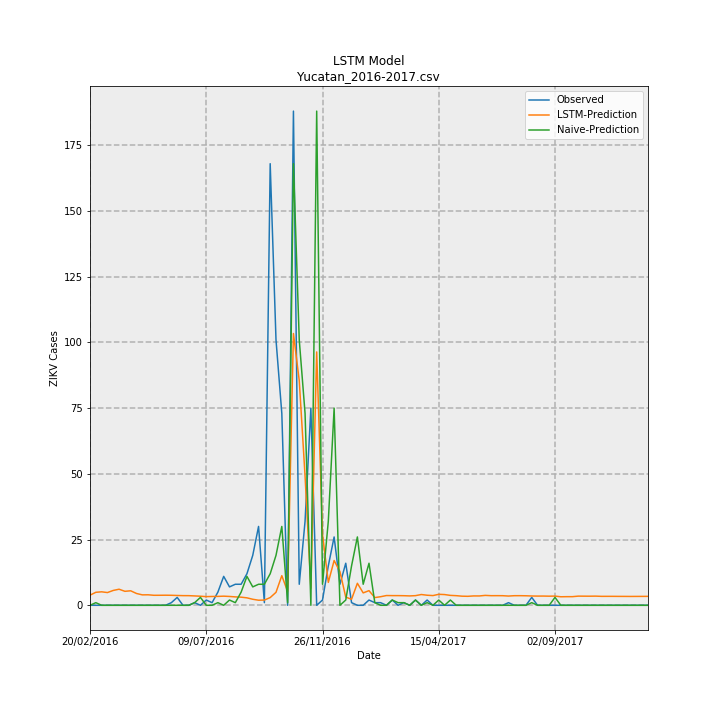 LSTM Model
Yucatan_2016-2017.csv
Observed
LSTM-Prediction
Naive-Prediction
ZIKV Cases
175
150
125
100
75
50
25
0
20/02/2016
09/07/2016
26/11/2016
15/04/2017
02/09/2017
Date